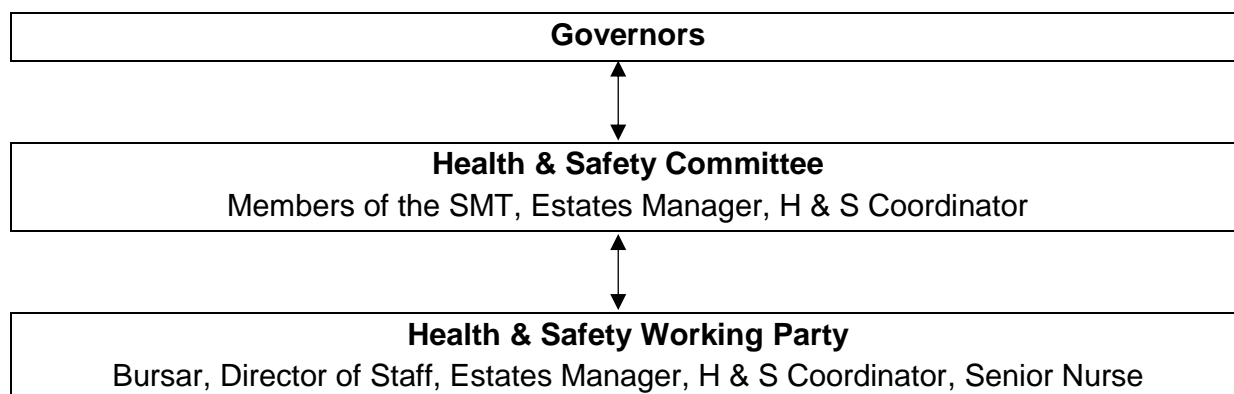 Governors
Health & Safety Committee
Members of the SMT, Estates Manager, H & S Coordinator
Health & Safety Working Party
Bursar, Director of Staff, Estates Manager, H & S Coordinator, Senior Nurse